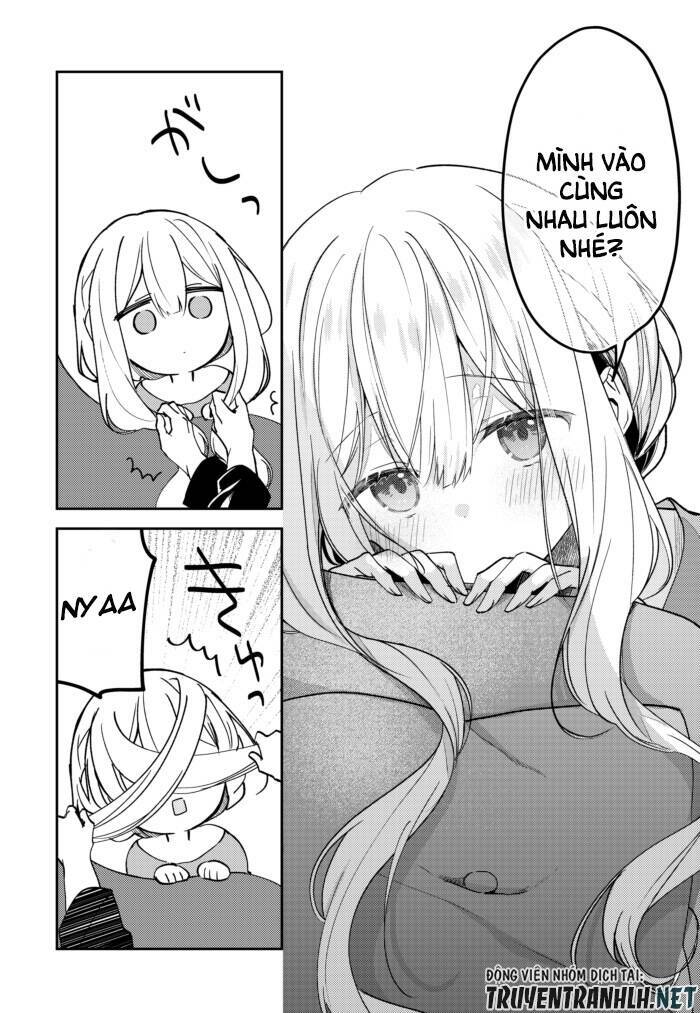 MÌNH VÀO
CÙNG
NHAU LUÔN
NHÉ?
がしっ
きゅっ
NYAA
ĐỘNG VIÊN NHÓM DỊCH TẠI:
TRUYENTRANHLH.NET